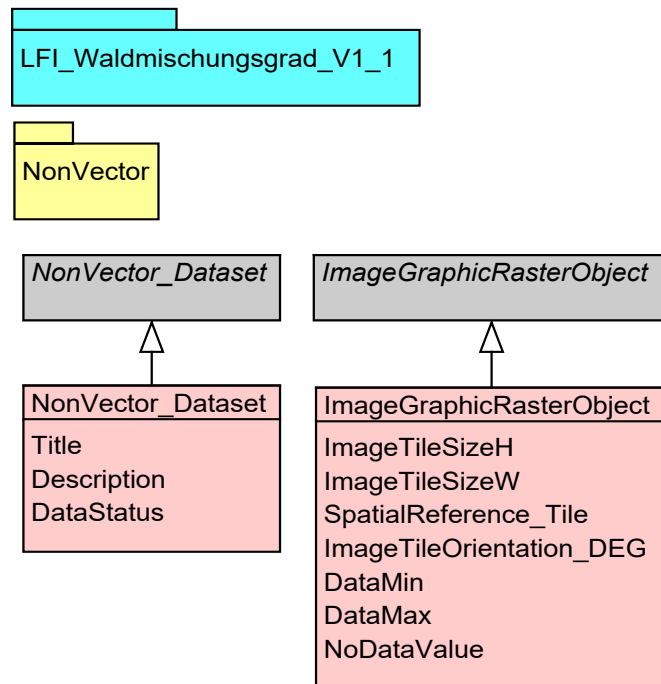 LFI_Waldmischungsgrad_V1_1
NonVector
NonVector_Dataset
ImageGraphicRasterObject
NonVector_Dataset
Title
Description
DataStatus
ImageGraphicRasterObject
ImageTileSizeH
ImageTileSizeW
SpatialReference_Tile
ImageTileOrientation_DEG
DataMin
DataMax
NoDataValue